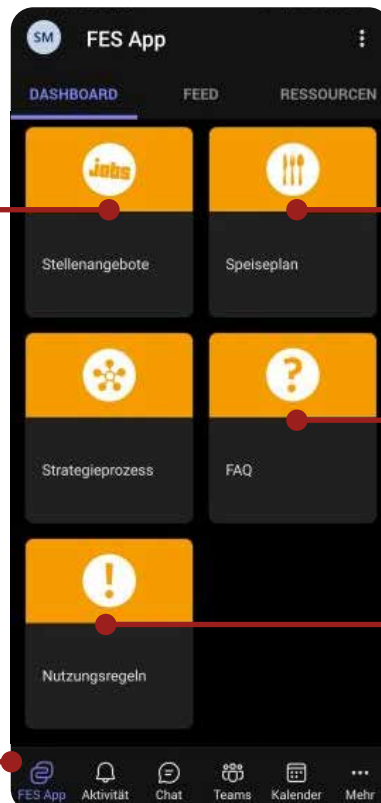 SM FES App
DASHBOARD FEED RESSOURCEN
Jobs
Stellenangebote Speiseplan
?
Strategieprozess FAQ
!
Nutzungsregeln
FES App Aktivität Chat Teams Kalender Mehr